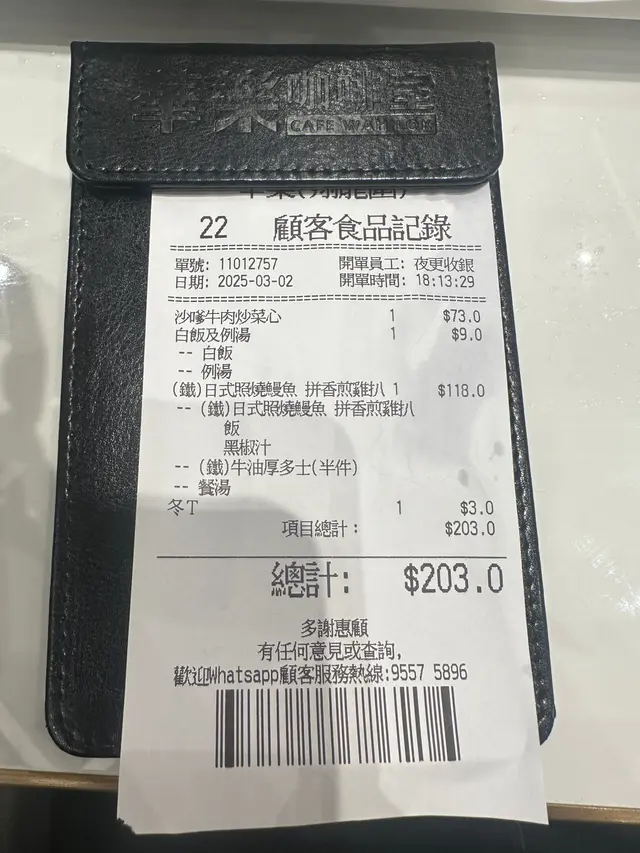 華樂咖啡室
CAFE WAH LOK
22 顧客食品記錄
單號: 11012757 開單員工: 夜更收銀
日期: 2025-03-02 開單時間: 18:13:29
沙嗲牛肉炒菜心 1 $73.0
白飯及例湯 1 $9.0
-- 白飯
-- 例湯
(鐵)日式照燒鰻魚 拼香煎雞扒 1 $118.0
-- (鐵)日式照燒鰻魚 拼香煎雞扒
飯
黑椒汁
-- (鐵)牛油厚多士(半件)
-- 餐湯
冬T 1 $3.0
項目總計: $203.0
總計: $203.0
多謝惠顧
有任何意見或查詢,
歡迎Whatsapp顧客服務熱線:9557 5896